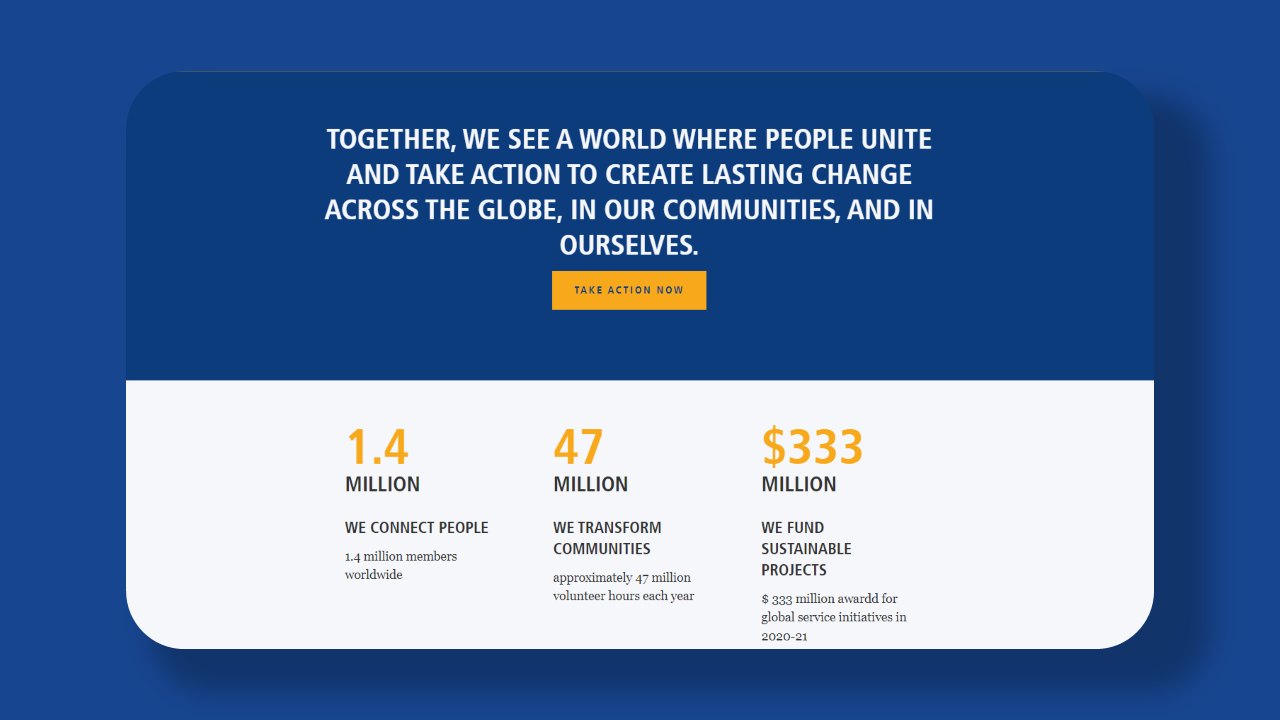 TOGETHER, WE SEE A WORLD WHERE PEOPLE UNITE
AND TAKE ACTION TO CREATE LASTING CHANGE
ACROSS THE GLOBE, IN OUR COMMUNITIES, AND IN
OURSELVES.
TAKE ACTION NOW
1.4
MILLION
WE CONNECT PEOPLE
1.4 million members
worldwide
47
MILLION
WE TRANSFORM
COMMUNITIES
approximately 47 million
volunteer hours each year
$333
MILLION
WE FUND
SUSTAINABLE
PROJECTS
$ 333 million awardd for
global service initiatives in
2020-21